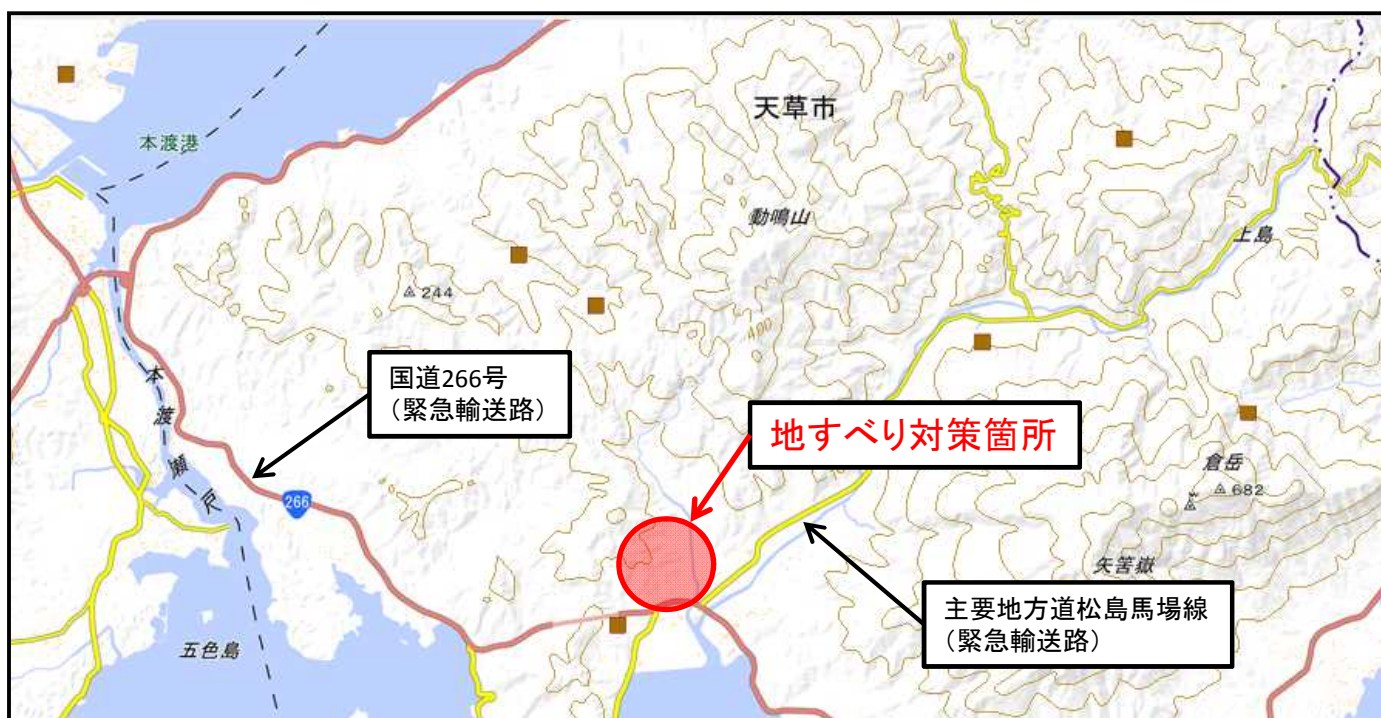 天草市
本渡港
動鳴山
上島
244
400
国道266号
(緊急輸送路)
本渡瀬戸
地すべり対策箇所
倉岳
682
266
矢筈嶽
主要地方道松島馬場線
(緊急輸送路)
五色島